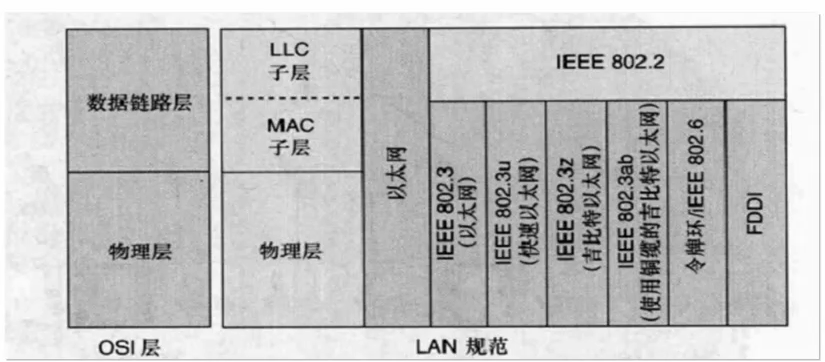 数据链路层
物理层
OSI 层
LLC
子层
MAC
子层
物理层
以太网
IEEE 802.2
IEEE 802.3
(以太网)
IEEE 802.3u
(快速以太网)
IEEE 802.3z
(吉比特以太网)
IEEE 802.3ab
(使用铜缆的吉比特以太网)
令牌环/IEEE 802.6
FDDI
LAN 规范